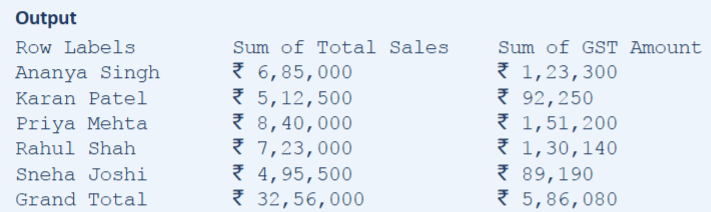 Output
Row Labels Sum of Total Sales Sum of GST Amount
Ananya Singh ₹ 6,85,000 ₹ 1,23,300
Karan Patel ₹ 5,12,500 ₹ 92,250
Priya Mehta ₹ 8,40,000 ₹ 1,51,200
Rahul Shah ₹ 7,23,000 ₹ 1,30,140
Sneha Joshi ₹ 4,95,500 ₹ 89,190
Grand Total ₹ 32,56,000 ₹ 5,86,080